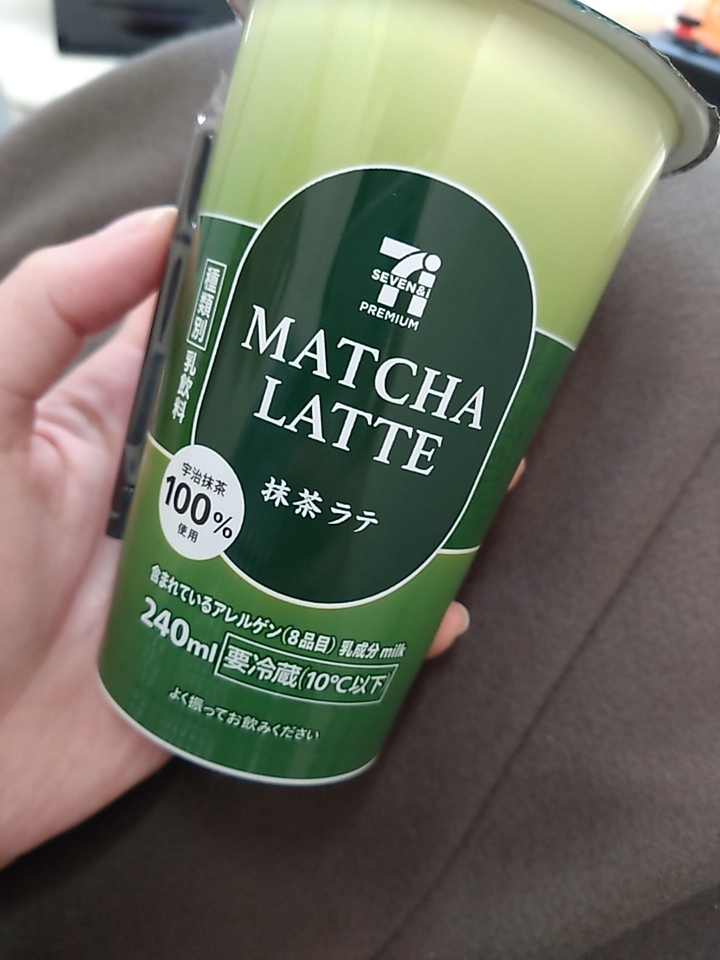 7i
SEVEN&i
PREMIUM
MATCHA
LATTE
抹茶ラテ
種類別 乳飲料
宇治抹茶
100%
使用
含まれているアレルゲン(8品目) 乳成分 milk
240ml 要冷蔵(10℃以下
よく振ってお飲みください